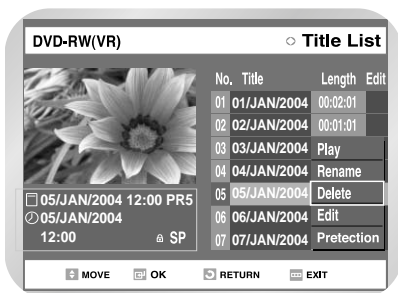 DVD-RW(VR) Title List
No. Title Length Edit
01 01/JAN/2004 00:02:01
02 02/JAN/2004 00:01:01
03 03/JAN/2004 Play
04 04/JAN/2004 Rename
05 05/JAN/2004 Delete
06 06/JAN/2004 Edit
07 07/JAN/2004 Pretection
05/JAN/2004 12:00 PR5
05/JAN/2004
12:00 SP
MOVE OK RETURN EXIT